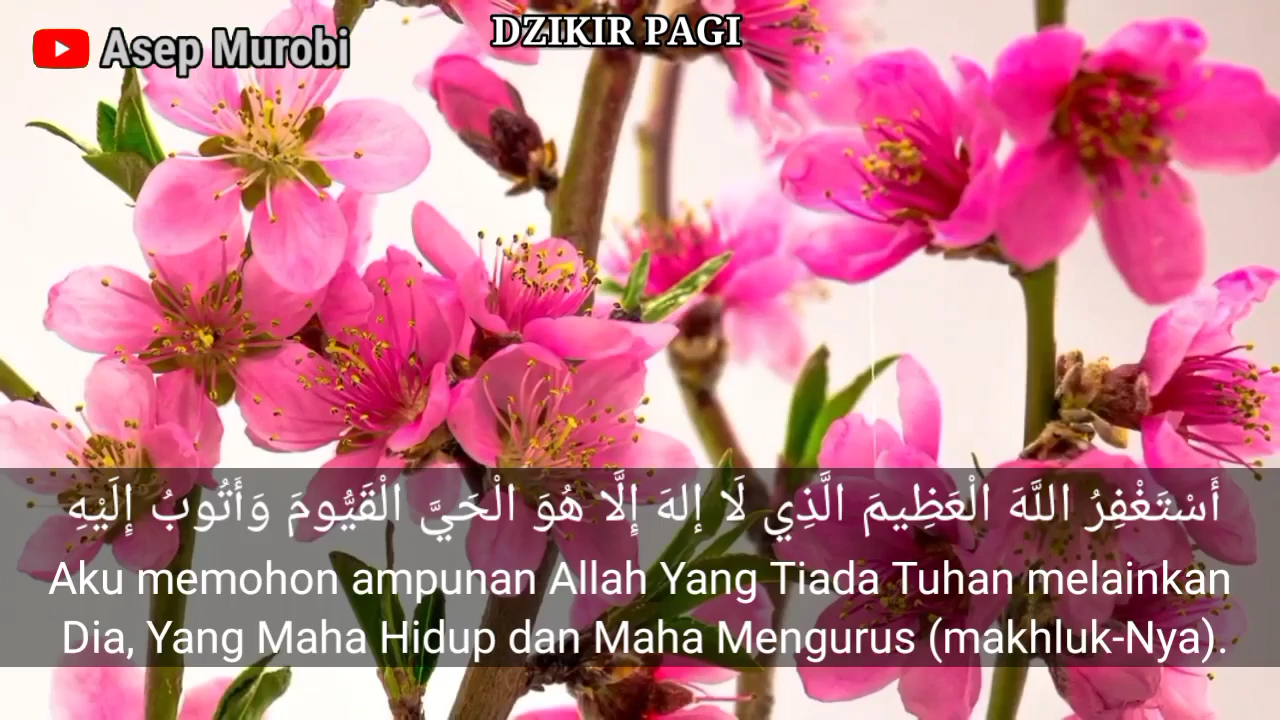 Asep Murobi
DZIKIR PAGI
أَسْتَغْفِرُ اللَّهَ الْعَظِيمَ الَّذِي لَا إلهَ إِلَّا هُوَ الْحَيَّ الْقَيُّومَ وَأَتُوبُ إِلَيْهِ
Aku memohon ampunan Allah Yang Tiada Tuhan melainkan
Dia, Yang Maha Hidup dan Maha Mengurus (makhluk-Nya).